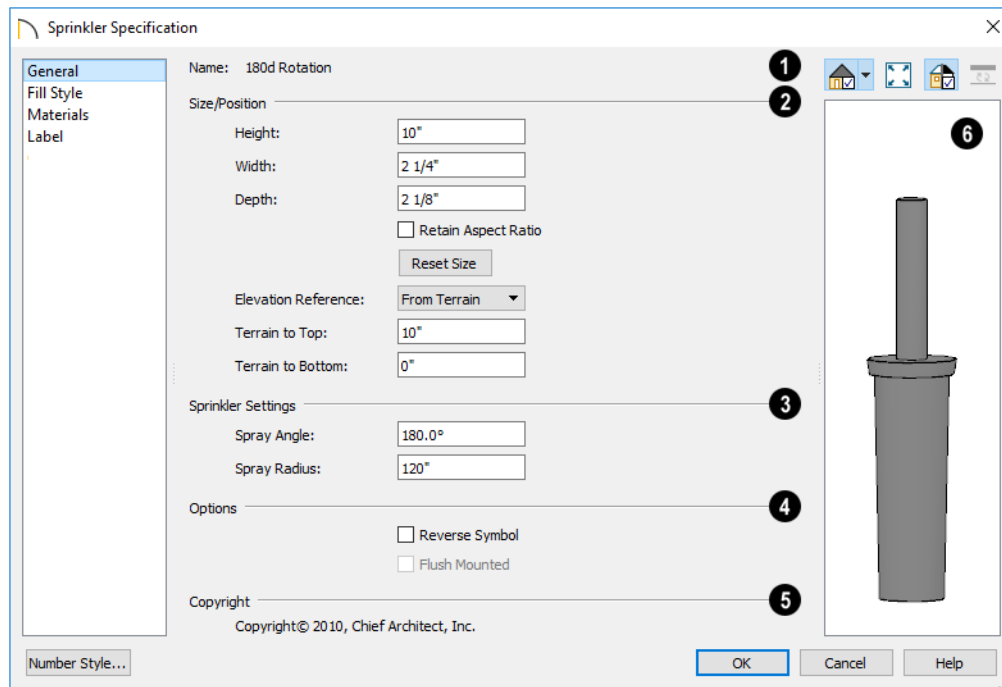 Sprinkler Specification
General
Fill Style
Materials
Label
Name: 180d Rotation
1
Size/Position
2
Height: 10"
Width: 2 1/4"
Depth: 2 1/8"
Retain Aspect Ratio
Reset Size
Elevation Reference: From Terrain
Terrain to Top: 10"
Terrain to Bottom: 0"
Sprinkler Settings
3
Spray Angle: 180.0°
Spray Radius: 120"
Options
4
Reverse Symbol
Flush Mounted
Copyright
5
Copyright© 2010, Chief Architect, Inc.
6
Number Style...
OK
Cancel
Help